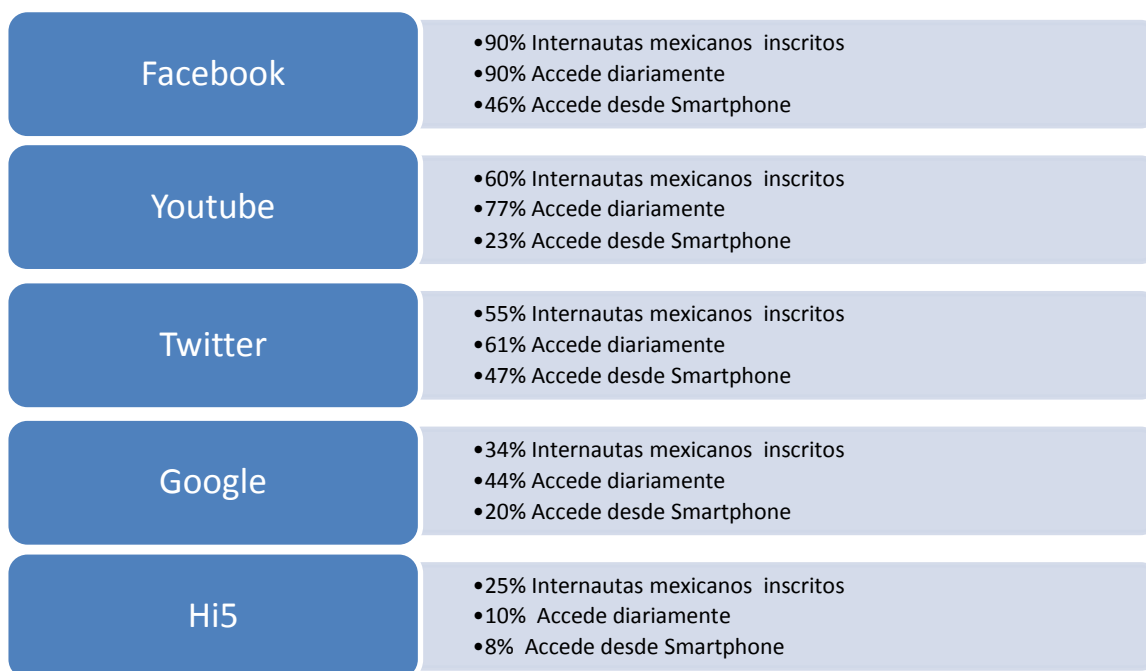 Facebook
•90% Internautas mexicanos  inscritos
•90% Accede diariamente
•46% Accede desde Smartphone
Youtube
•60% Internautas mexicanos  inscritos
•77% Accede diariamente
•23% Accede desde Smartphone
Twitter
•55% Internautas mexicanos  inscritos
•61% Accede diariamente
•47% Accede desde Smartphone
Google
•34% Internautas mexicanos  inscritos
•44% Accede diariamente
•20% Accede desde Smartphone
Hi5
•25% Internautas mexicanos inscritos
•10%  Accede diariamente
•8%  Accede desde Smartphone